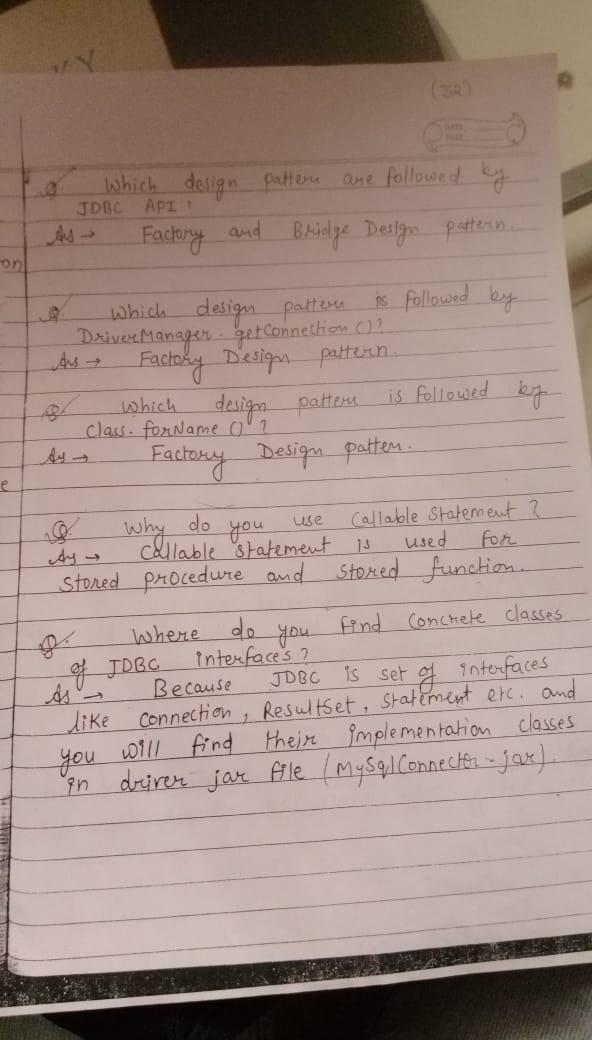 (32)
DATE
PAGE
Q. Which design pattern are followed by
JDBC API?
Ans → Factory and Bridge Design pattern.
on
Q. Which design pattern is followed by
DriverManager.getConnection()?
Ans → Factory Design pattern.
Q. Which design pattern is followed by
Class.forName()?
Ans → Factory Design pattern.
e
Q. Why do you use Callable Statement?
Ans → Callable Statement is used for
Stored procedure and stored function.
Q. Where do you find concrete classes
of JDBC interfaces?
Ans → Because JDBC is set of interfaces
like connection, ResultSet, statement etc. and
you will find their implementation classes
in driver jar file (MySqlConnector-jar).